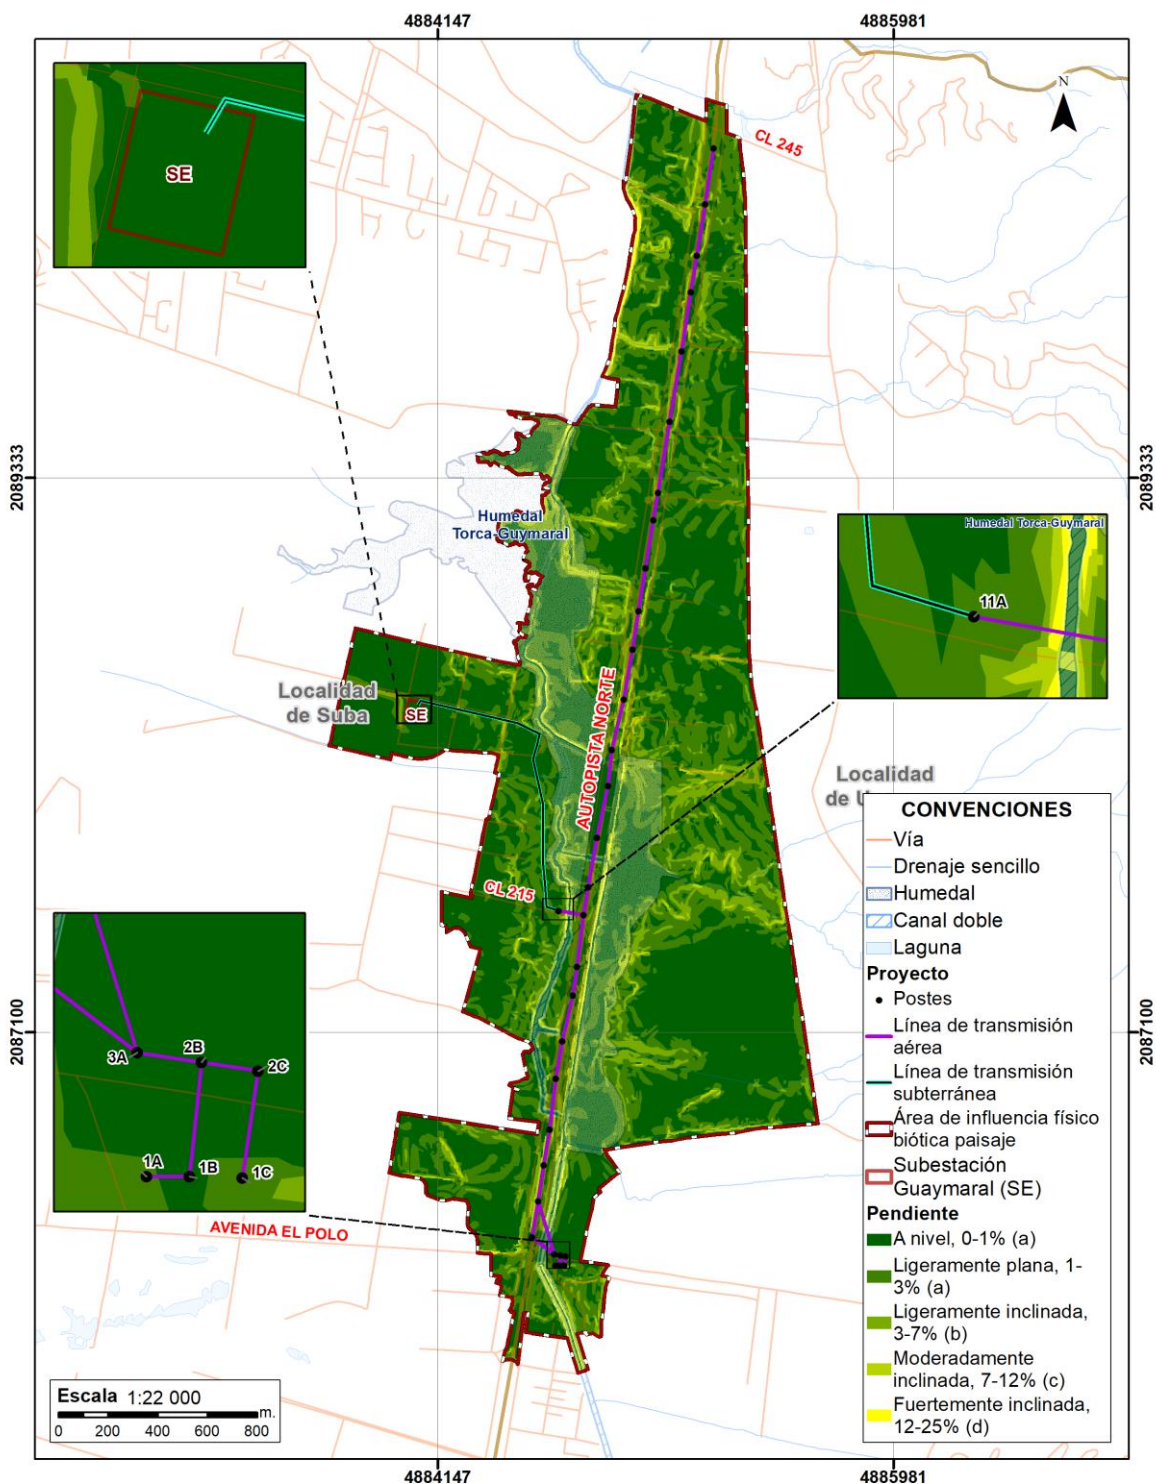 4884147
4885981
N
CL 245
SE
2089333
2089333
Humedal
Torca-Guymaral
Humedal Torca-Guymaral
11A
Localidad
de Suba
SE
AUTOPISTA NORTE
Localidad
de U
CL 215
2087100
2087100
3A
2B
2C
1A
1B
1C
AVENIDA EL POLO
CONVENCIONES
Vía
Drenaje sencillo
Humedal
Canal doble
Laguna
Proyecto
Postes
Línea de transmisión
aérea
Línea de transmisión
subterránea
Área de influencia físico
biótica paisaje
Subestación
Guaymaral (SE)
Pendiente
A nivel, 0-1% (a)
Ligeramente plana, 1-
3% (a)
Ligeramente inclinada,
3-7% (b)
Moderadamente
inclinada, 7-12% (c)
Fuertemente inclinada,
12-25% (d)
Escala 1:22 000
0 200 400 600 800 m.
4884147
4885981